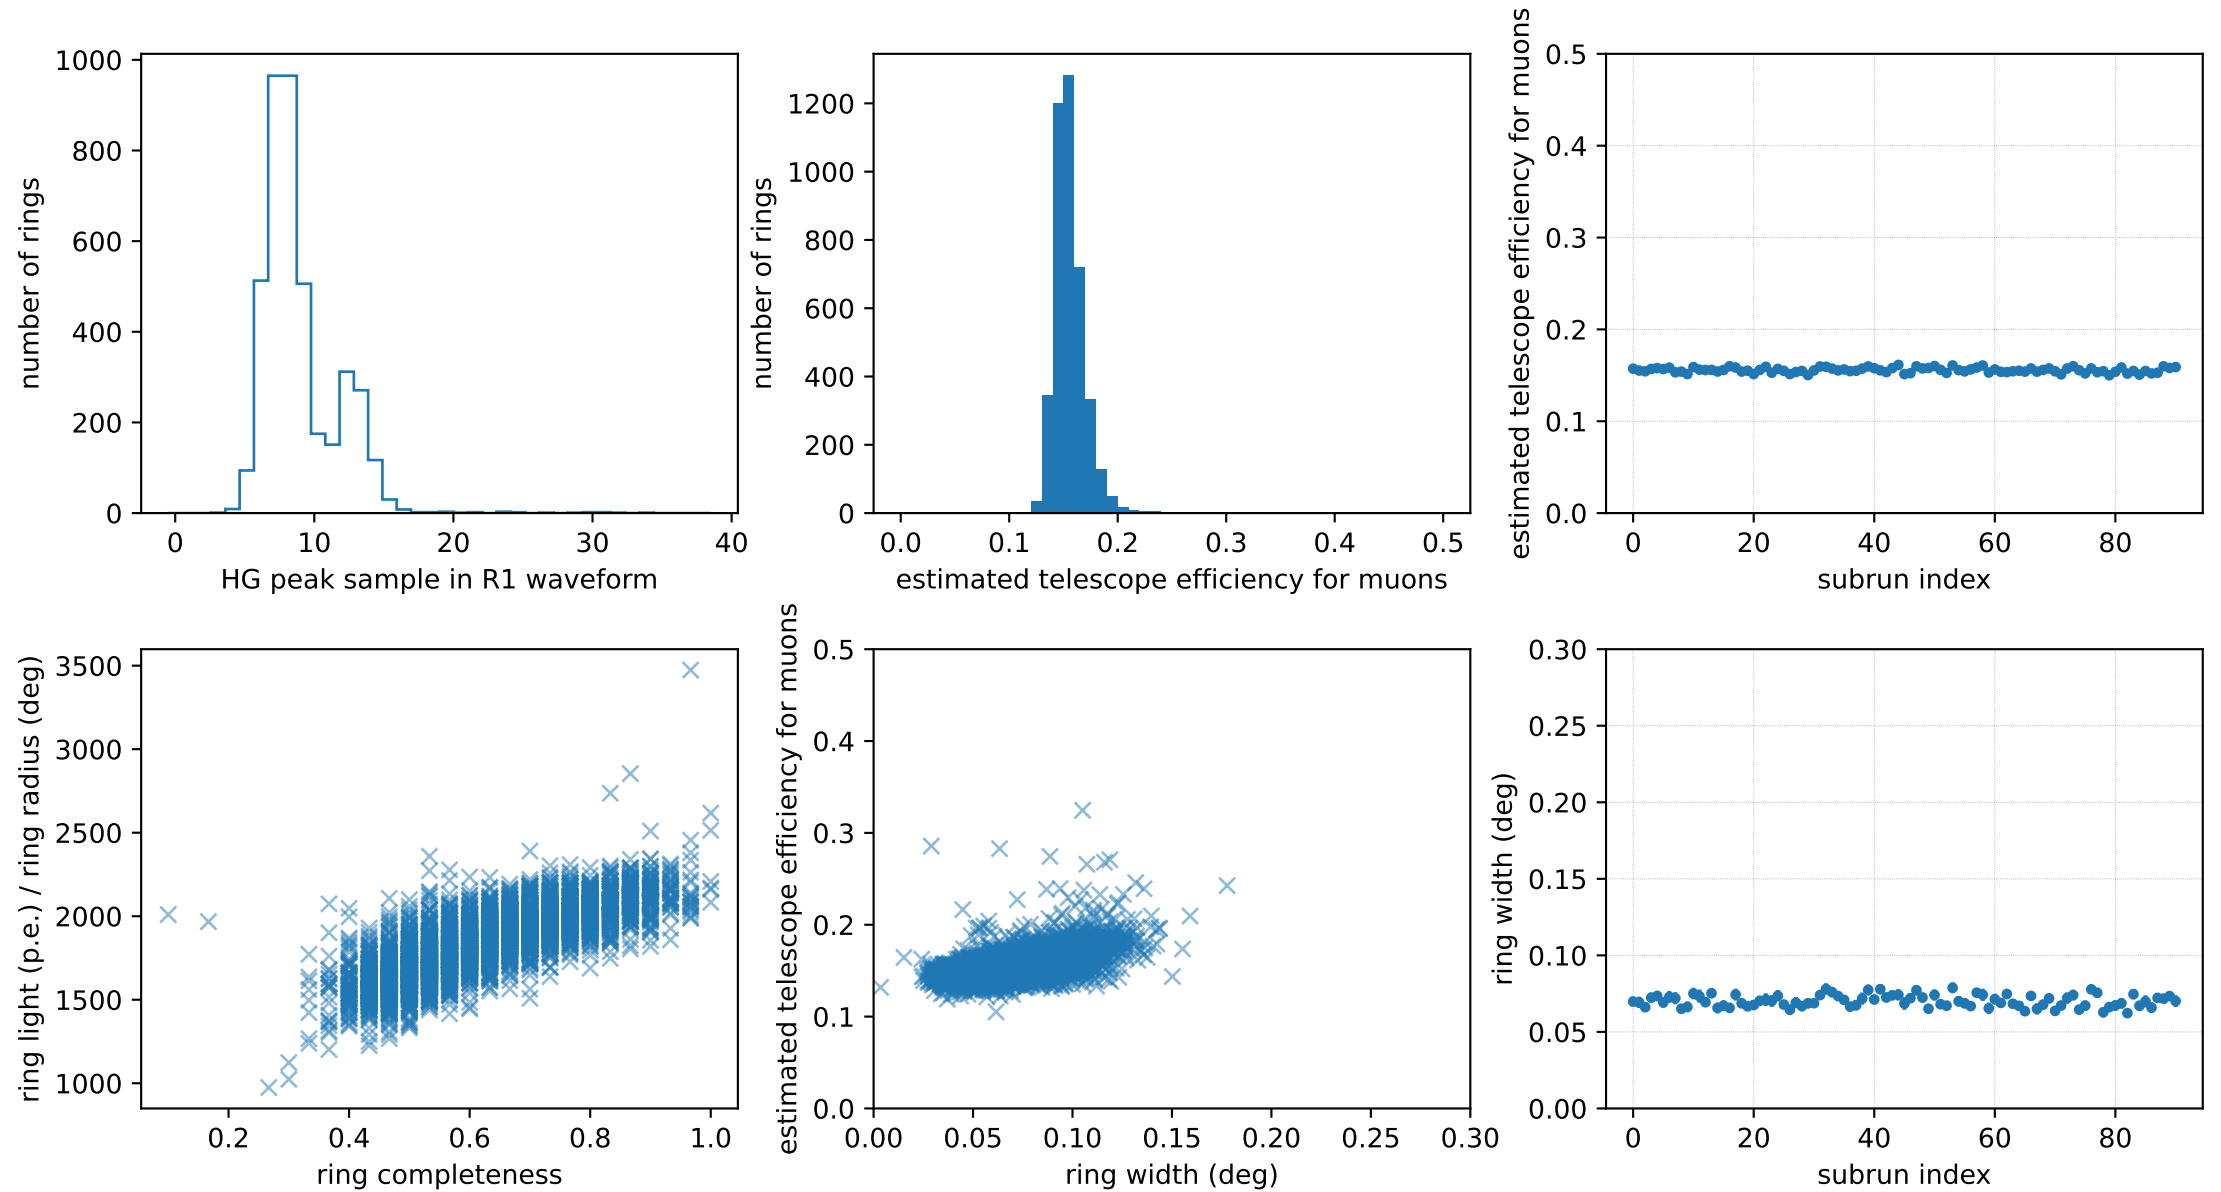 1000
800
600
400
200
0
number of rings
0 10 20 30 40
HG peak sample in R1 waveform
1200
1000
800
600
400
200
0
number of rings
0.0 0.1 0.2 0.3 0.4 0.5
estimated telescope efficiency for muons
0.5
0.4
0.3
0.2
0.1
0.0
estimated telescope efficiency for muons
0 20 40 60 80
subrun index
3500
3000
2500
2000
1500
1000
ring light (p.e.) / ring radius (deg)
0.2 0.4 0.6 0.8 1.0
ring completeness
0.5
0.4
0.3
0.2
0.1
0.0
estimated telescope efficiency for muons
0.00 0.05 0.10 0.15 0.20 0.25 0.30
ring width (deg)
0.30
0.25
0.20
0.15
0.10
0.05
0.00
ring width (deg)
0 20 40 60 80
subrun index